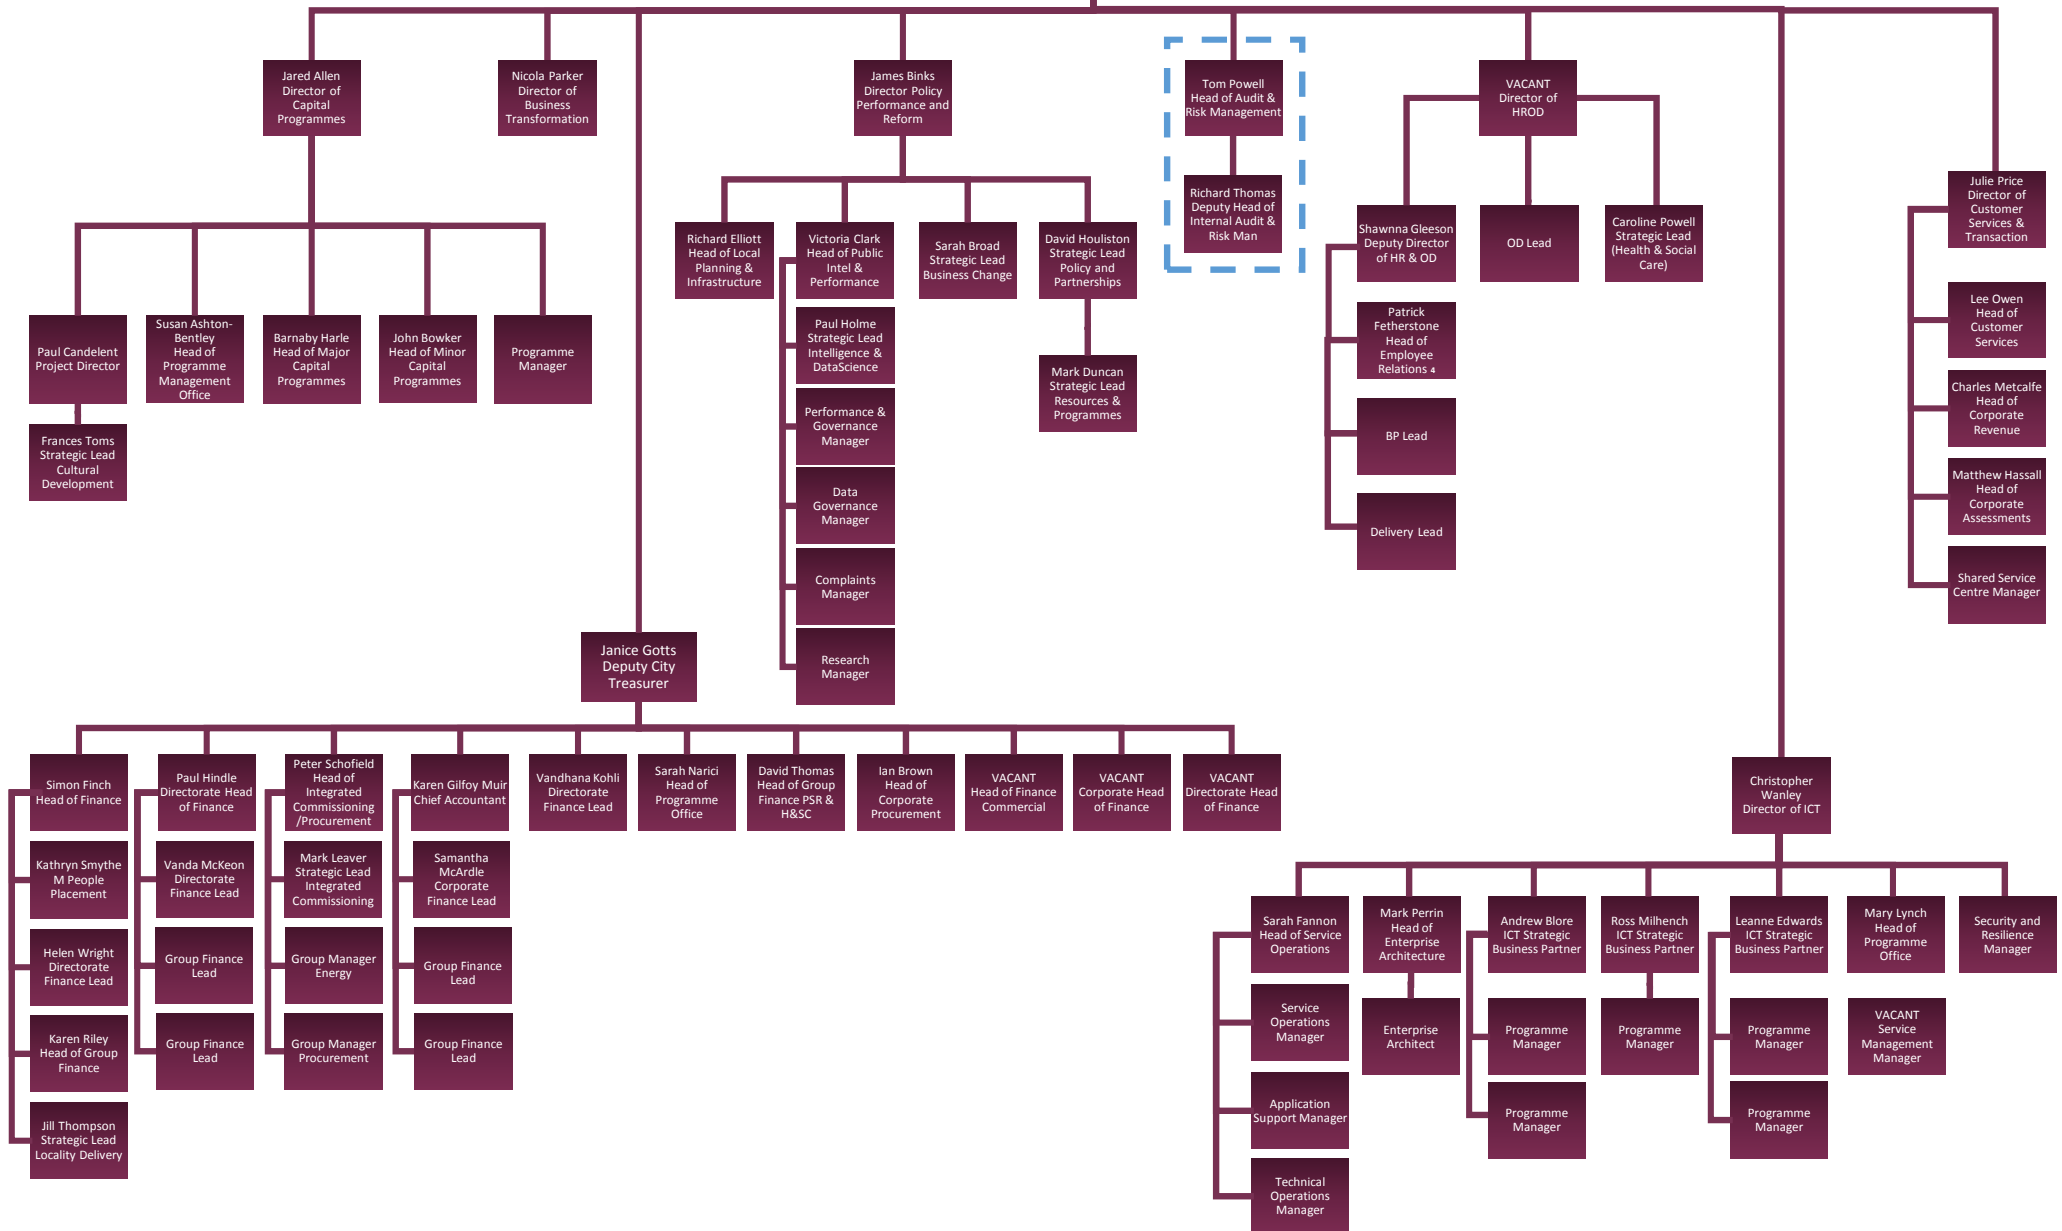 Jared Allen
Director of
Capital
Programmes
Nicola Parker
Director of
Business
Transformation
James Binks
Director Policy
Performance and
Reform
Tom Powell
Head of Audit &
Risk Management
VACANT
Director of
HROD
Julie Price
Director of
Customer
Services &
Transaction
Richard Thomas
Deputy Head of
Internal Audit &
Risk Man
Richard Elliott
Head of Local
Planning &
Infrastructure
Victoria Clark
Head of Public
Intel &
Performance
Sarah Broad
Strategic Lead
Business Change
David Houliston
Strategic Lead
Policy and
Partnerships
Shawnna Gleeson
Deputy Director
of HR & OD
OD Lead
Caroline Powell
Strategic Lead
(Health & Social
Care)
Paul Candelent
Project Director
Susan Ashton-
Bentley
Head of
Programme
Management
Office
Barnaby Harle
Head of Major
Capital
Programmes
John Bowker
Head of Minor
Capital
Programmes
Programme
Manager
Paul Holme
Strategic Lead
Intelligence &
DataScience
Mark Duncan
Strategic Lead
Resources &
Programmes
Patrick
Fetherstone
Head of
Employee
Relations 4
Lee Owen
Head of
Customer
Services
Charles Metcalfe
Head of
Corporate
Revenue
Frances Toms
Strategic Lead
Cultural
Development
Performance &
Governance
Manager
BP Lead
Matthew Hassall
Head of
Corporate
Assessments
Data
Governance
Manager
Delivery Lead
Complaints
Manager
Shared Service
Centre Manager
Research
Manager
Janice Gotts
Deputy City
Treasurer
Simon Finch
Head of Finance
Paul Hindle
Directorate Head
of Finance
Peter Schofield
Head of
Integrated
Commissioning
/Procurement
Karen Gilfoy Muir
Chief Accountant
Vandhana Kohli
Directorate
Finance Lead
Sarah Narici
Head of
Programme
Office
David Thomas
Head of Group
Finance PSR &
H&SC
Ian Brown
Head of
Corporate
Procurement
VACANT
Head of Finance
Commercial
VACANT
Corporate Head
of Finance
VACANT
Directorate Head
of Finance
Christopher
Wanley
Director of ICT
Kathryn Smythe
M People
Placement
Vanda McKeon
Directorate
Finance Lead
Mark Leaver
Strategic Lead
Integrated
Commissioning
Samantha
McArdle
Corporate
Finance Lead
Helen Wright
Directorate
Finance Lead
Group Finance
Lead
Group Manager
Energy
Group Finance
Lead
Karen Riley
Head of Group
Finance
Group Finance
Lead
Group Manager
Procurement
Group Finance
Lead
Jill Thompson
Strategic Lead
Locality Delivery
Sarah Fannon
Head of Service
Operations
Mark Perrin
Head of
Enterprise
Architecture
Andrew Blore
ICT Strategic
Business Partner
Ross Milhench
ICT Strategic
Business Partner
Leanne Edwards
ICT Strategic
Business Partner
Mary Lynch
Head of
Programme
Office
Security and
Resilience
Manager
Service
Operations
Manager
Enterprise
Architect
Programme
Manager
Programme
Manager
Programme
Manager
VACANT
Service
Management
Manager
Application
Support Manager
Programme
Manager
Programme
Manager
Technical
Operations
Manager